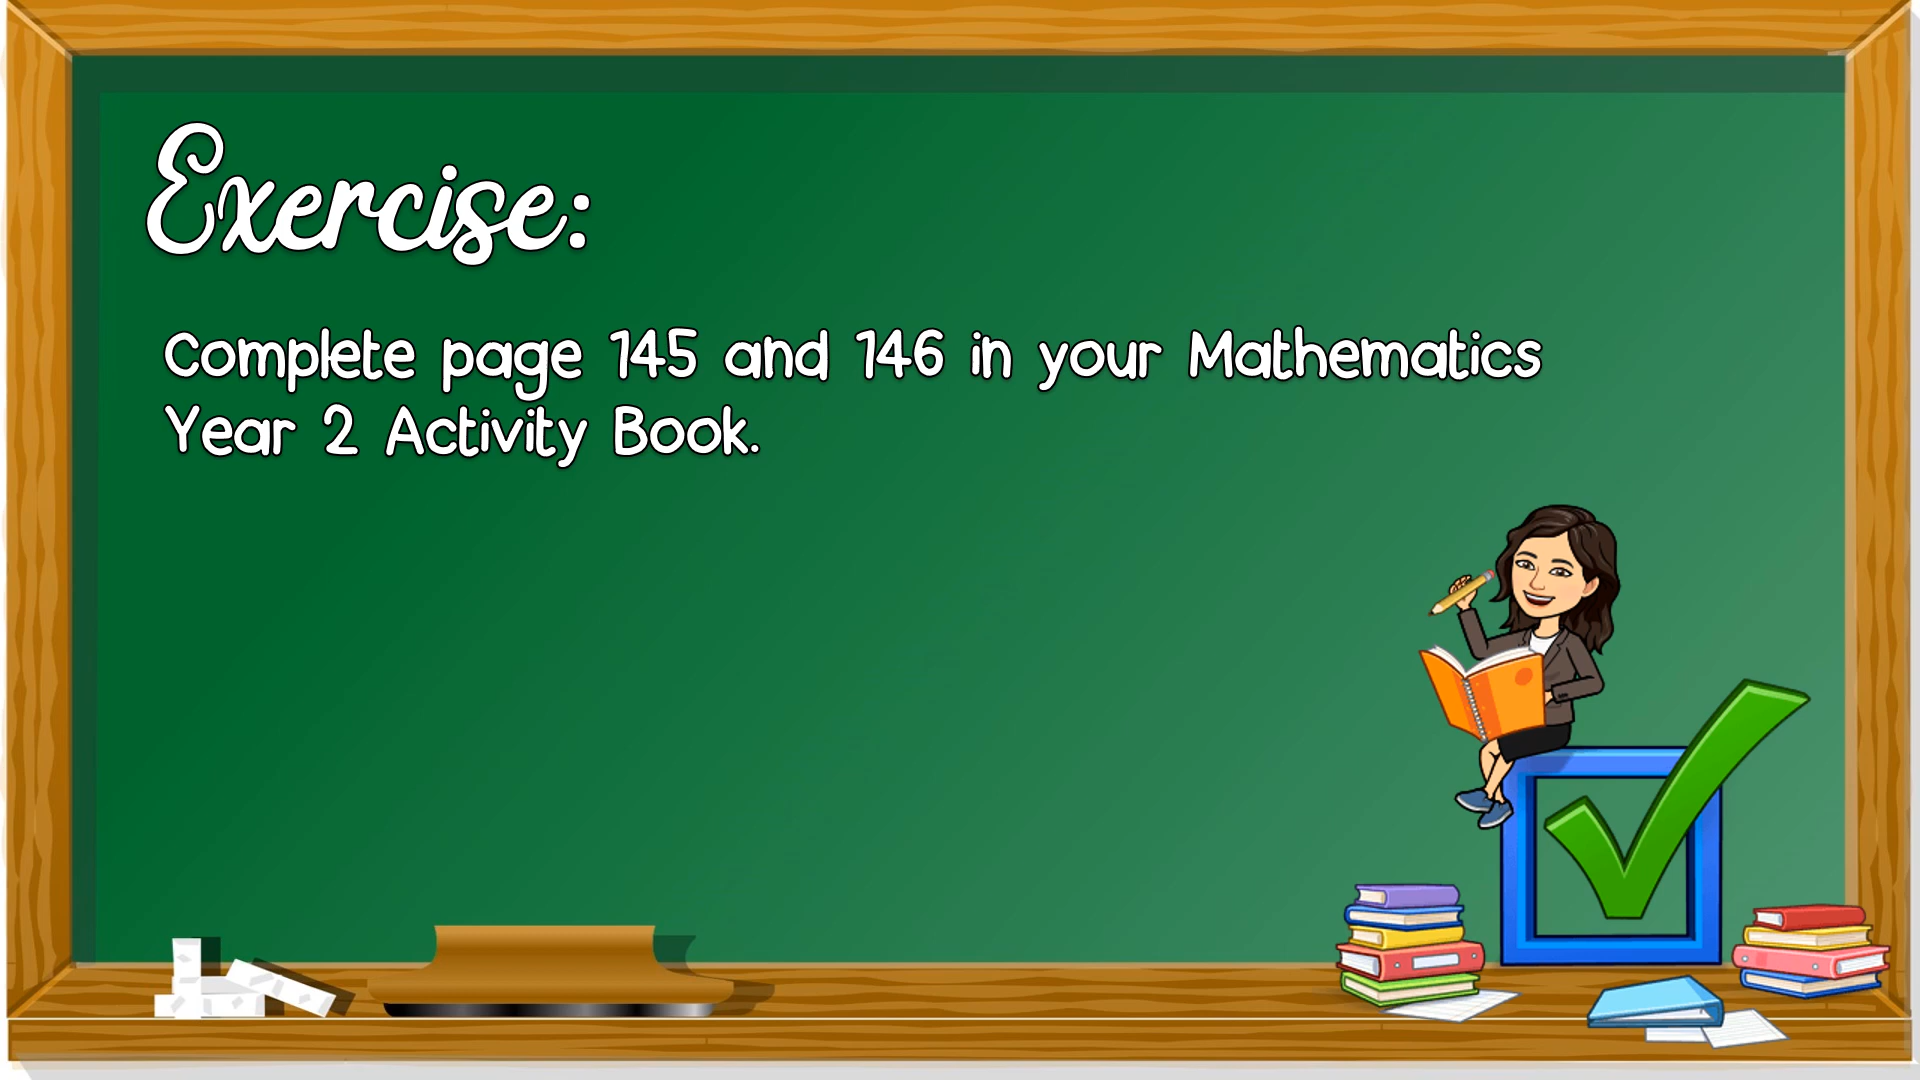 Exercise:
Complete page 145 and 146 in your Mathematics
Year 2 Activity Book.